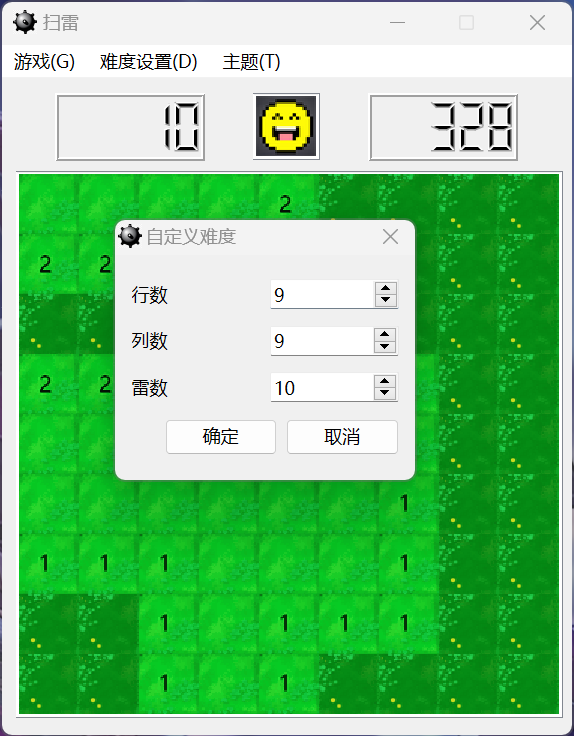 扫雷
游戏(G) 难度设置(D) 主题(T)
10 328
2
自定义难度
2 2
行数 9
列数 9
2 2
雷数 10
确定 取消
1
1 1 1 1
1 1 1 1
1 1